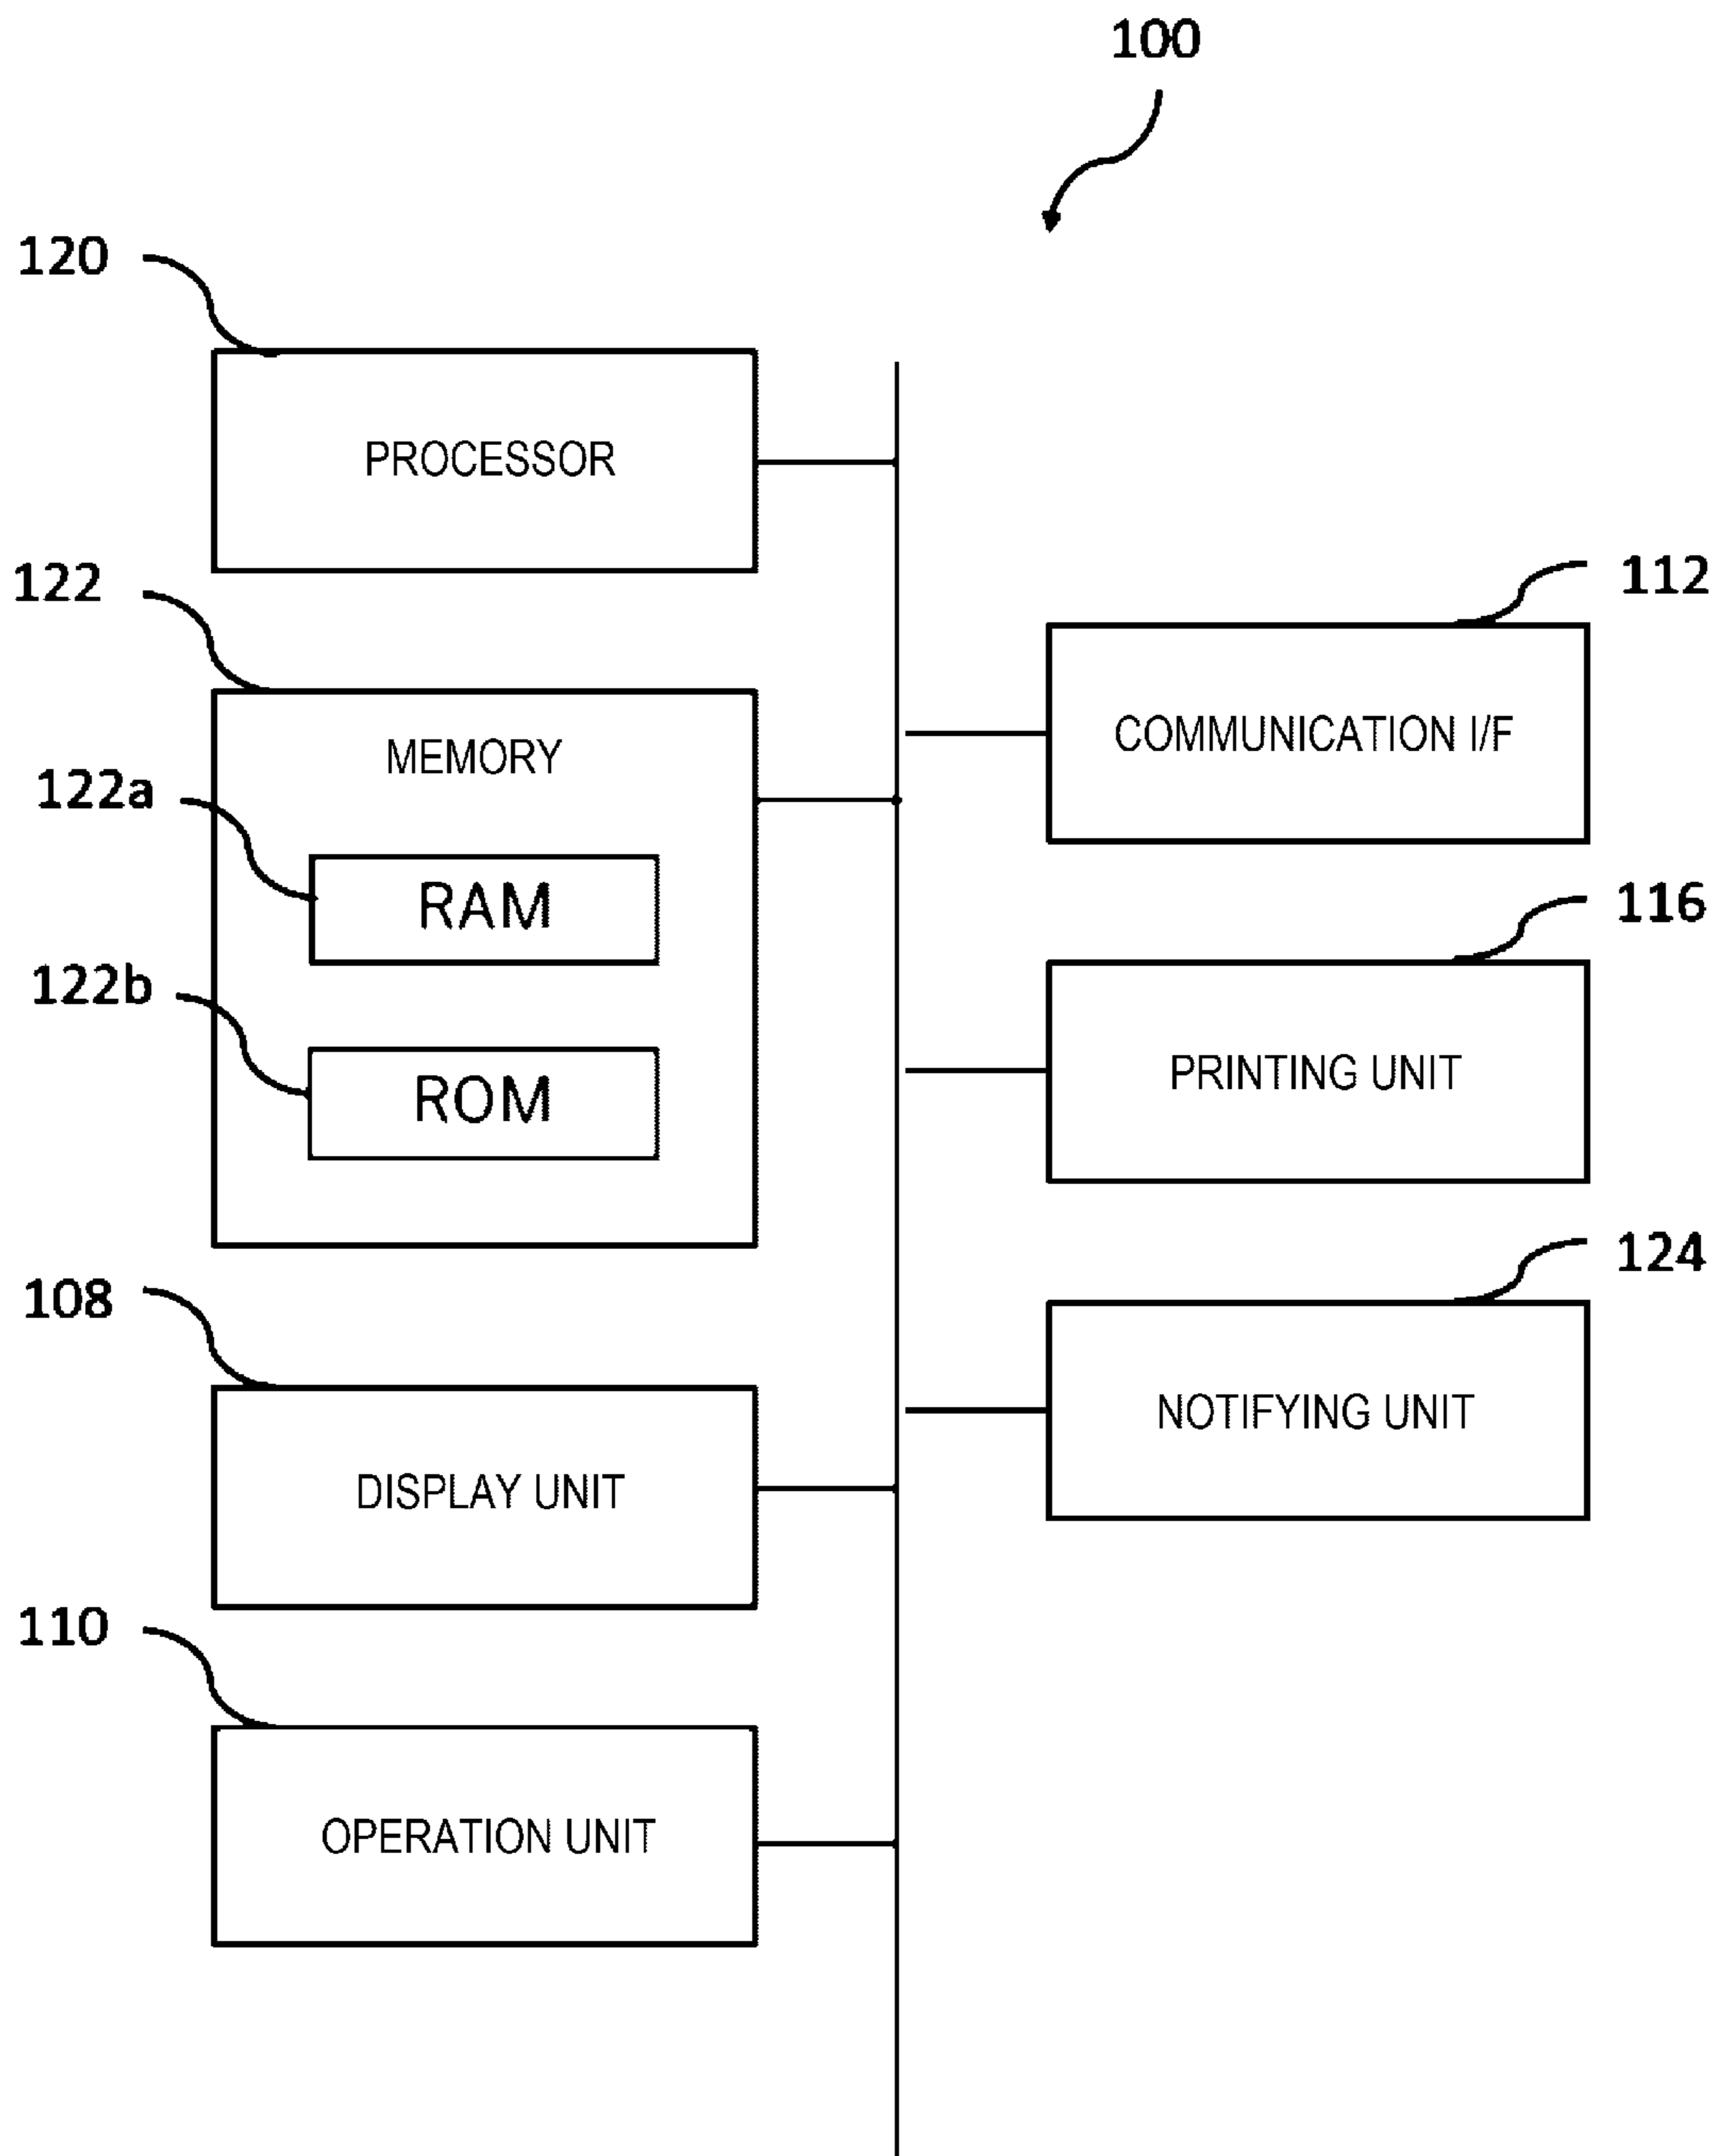 100
120
PROCESSOR
122
112
MEMORY
COMMUNICATION I/F
122a
RAM
116
122b
PRINTING UNIT
ROM
124
108
NOTIFYING UNIT
DISPLAY UNIT
110
OPERATION UNIT